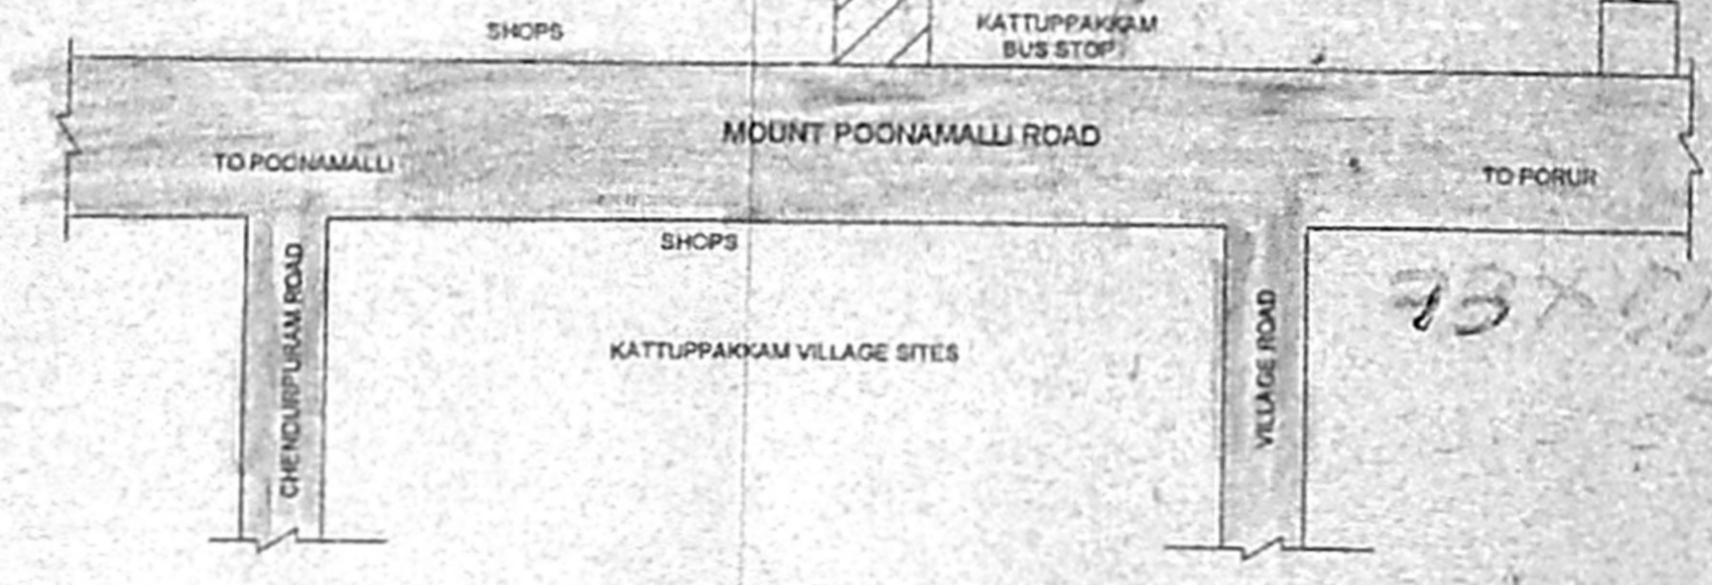 SHOPS
KATTUPPAKKAM
BUS STOP
MOUNT POONAMALLI ROAD
TO POONAMALLI
TO PORUR
SHOPS
CHENDURPURAM ROAD
KATTUPPAKKAM VILLAGE SITES
VILLAGE ROAD